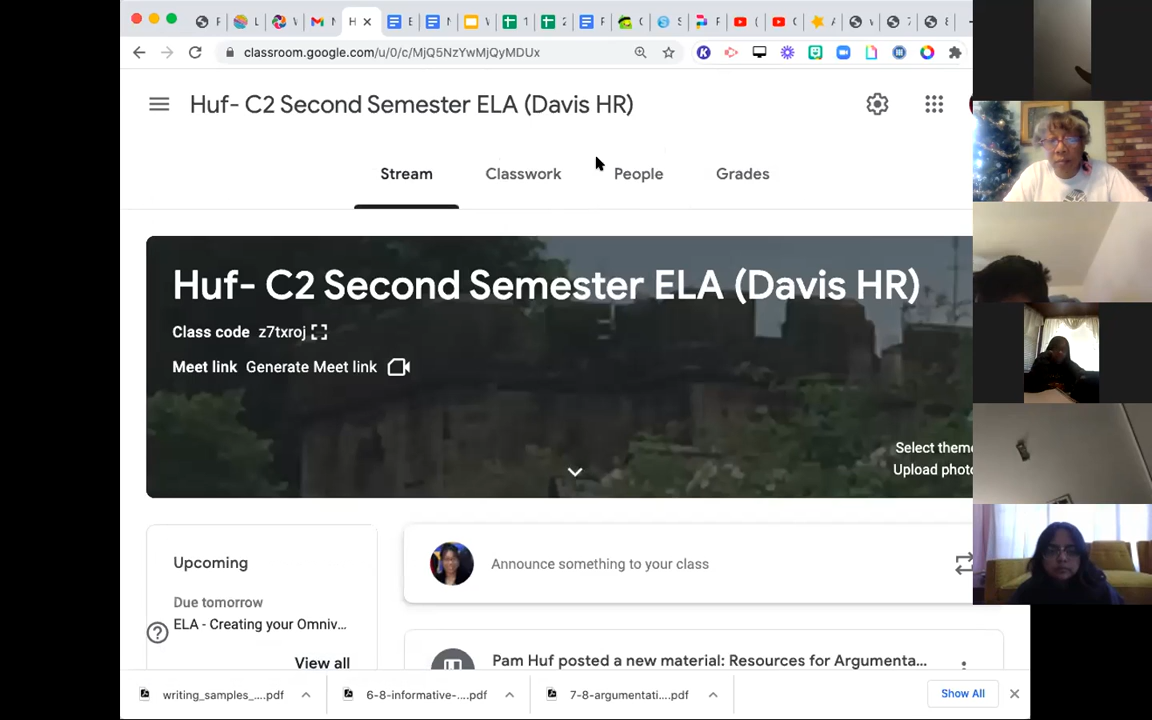 classroom.google.com/u/0/c/MjQ5NzYwMjQyMDUx
Huf- C2 Second Semester ELA (Davis HR)
Stream
Classwork
People
Grades
Huf- C2 Second Semester ELA (Davis HR)
Class code z7txroj
Meet link Generate Meet link
Select theme
Upload photo
Upcoming
Due tomorrow
ELA - Creating your Omniv...
View all
Announce something to your class
Pam Huf posted a new material: Resources for Argumenta...
writing_samples_....pdf
6-8-informative-....pdf
7-8-argumentati....pdf
Show All